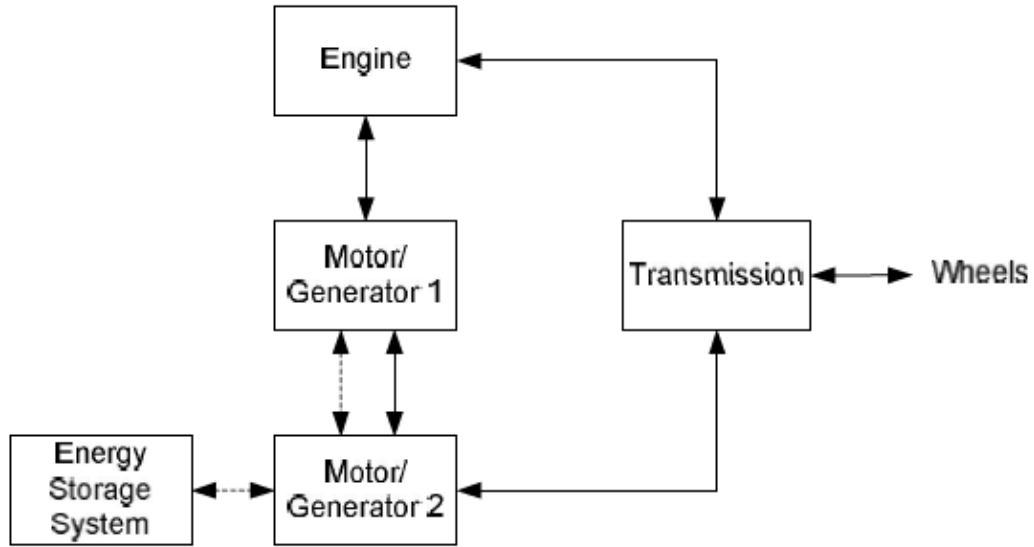 Engine
Motor/
Generator 1
Transmission
Wheels
Energy
Storage
System
Motor/
Generator 2